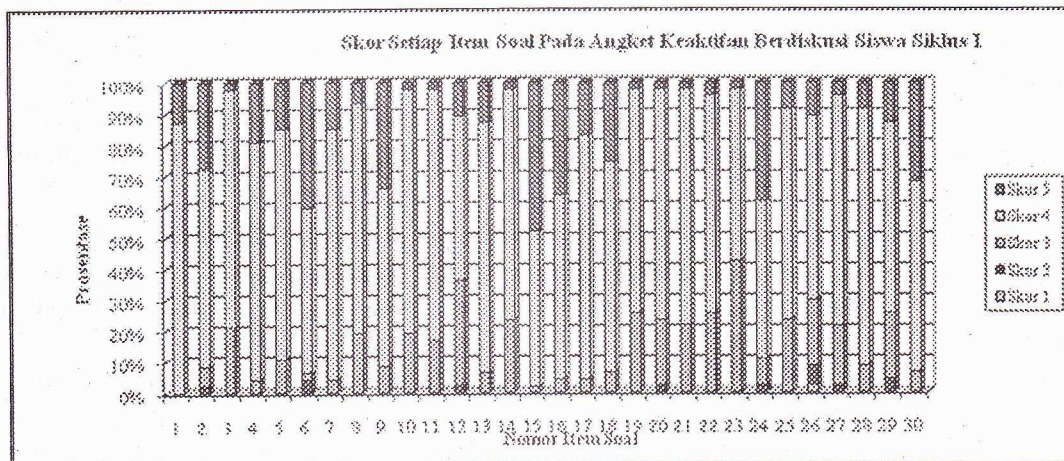 Skor Setiap Item Soal Pada Angket Keaktifan Berdiskusi Siswa Siklus I
100%
90%
80%
70%
60%
50%
40%
30%
20%
10%
0%
Prosentase
1 2 3 4 5 6 7 8 9 10 11 12 13 14 15 16 17 18 19 20 21 22 23 24 25 26 27 28 29 30
Nomor Item Soal
Skor 5
Skor 4
Skor 3
Skor 2
Skor 1